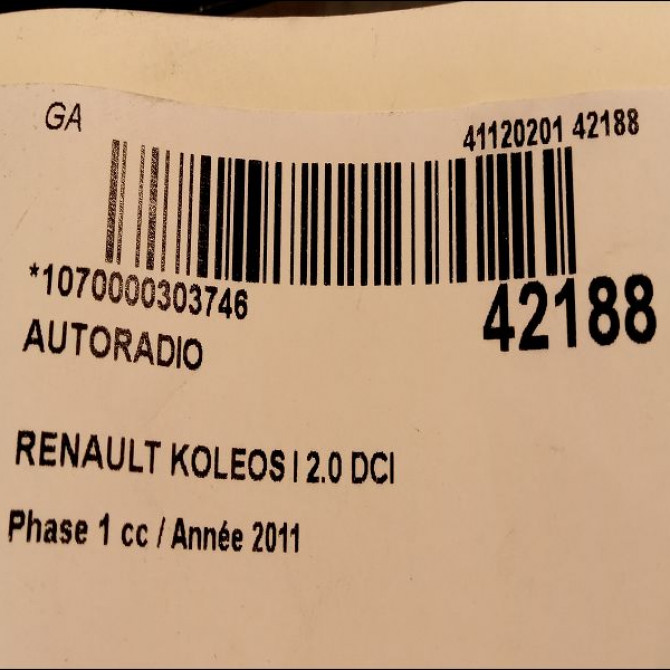 GA
41120201 42188
*1070000303746
42188
AUTORADIO
RENAULT KOLEOS I 2.0 DCI
Phase 1 cc / Année 2011